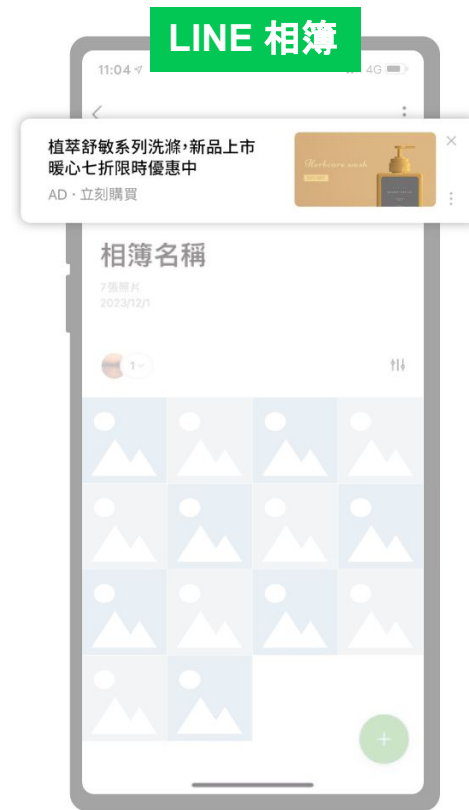 LINE 相簿
11:04
4G
植萃舒敏系列洗滌,新品上市
暖心七折限時優惠中
AD・立刻購買
相簿名稱
7張照片
2023/12/1
1